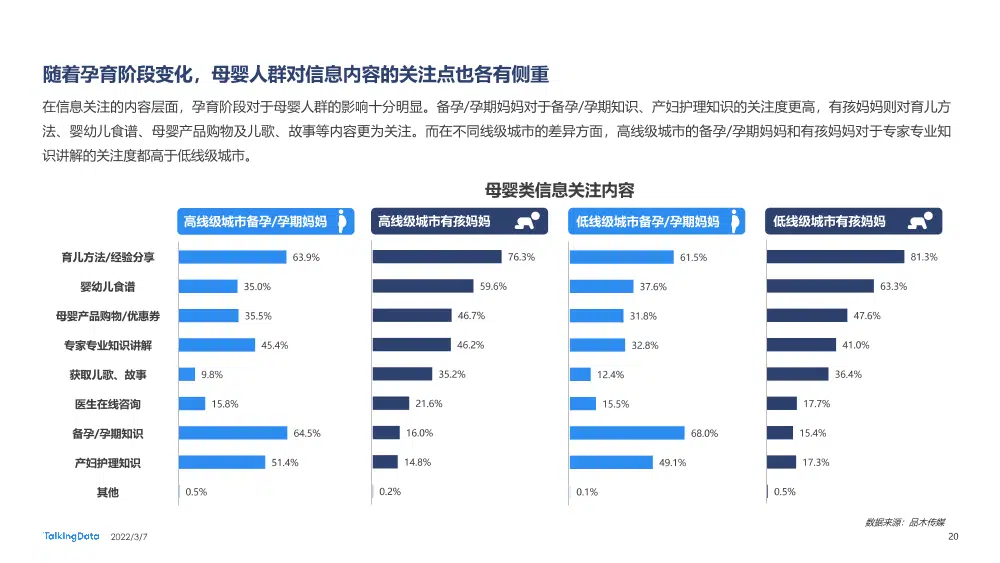 随着孕育阶段变化，母婴人群对信息内容的关注点也各有侧重
在信息关注的内容层面，孕育阶段对于母婴人群的影响十分明显。备孕/孕期妈妈对于备孕/孕期知识、产妇护理知识的关注度更高，有孩妈妈则对育儿方
法、婴幼儿食谱、母婴产品购物及儿歌、故事等内容更为关注。而在不同线级城市的差异方面，高线级城市的备孕/孕期妈妈和有孩妈妈对于专家专业知
识讲解的关注度都高于低线级城市。
母婴类信息关注内容
高线级城市备孕/孕期妈妈 高线级城市有孩妈妈 低线级城市备孕/孕期妈妈 低线级城市有孩妈妈
育儿方法/经验分享 63.9% 76.3% 61.5% 81.3%
婴幼儿食谱 35.0% 59.6% 37.6% 63.3%
母婴产品购物/优惠券 35.5% 46.7% 31.8% 47.6%
专家专业知识讲解 45.4% 46.2% 32.8% 41.0%
获取儿歌、故事 9.8% 35.2% 12.4% 36.4%
医生在线咨询 15.8% 21.6% 15.5% 17.7%
备孕/孕期知识 64.5% 16.0% 68.0% 15.4%
产妇护理知识 51.4% 14.8% 49.1% 17.3%
其他 0.5% 0.2% 0.1% 0.5%
数据来源：品木传媒
TalkingData 2022/3/7 20